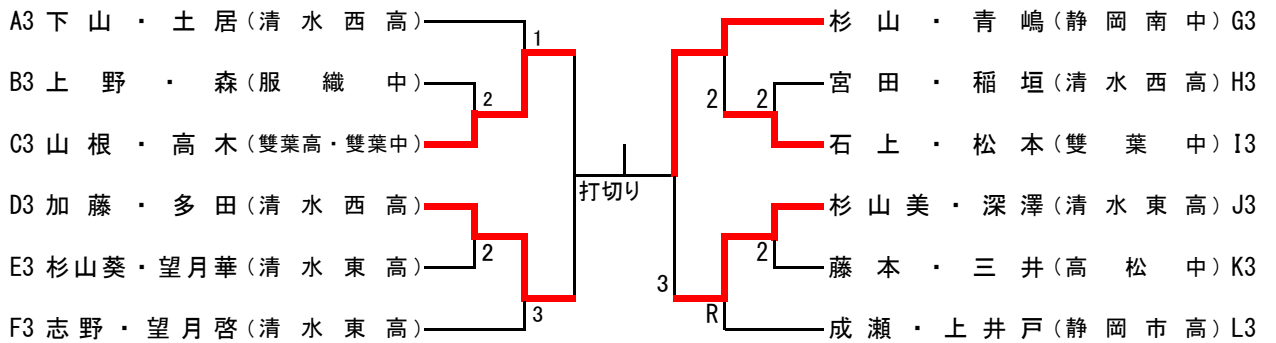 A3 下山・土居(清水西高)
1
B3 上野・森(服織中)
2
C3 山根・高木(雙葉高・雙葉中)
D3 加藤・多田(清水西高)
2
E3 杉山葵・望月華(清水東高)
3
F3 志野・望月啓(清水東高)
打切り
杉山・青嶋(静岡南中) G3
宮田・稲垣(清水西高) H3
2 2
石上・松本(雙葉中) I3
杉山美・深澤(清水東高) J3
2
藤本・三井(高松中) K3
3
R
成瀬・上井戸(静岡市高) L3